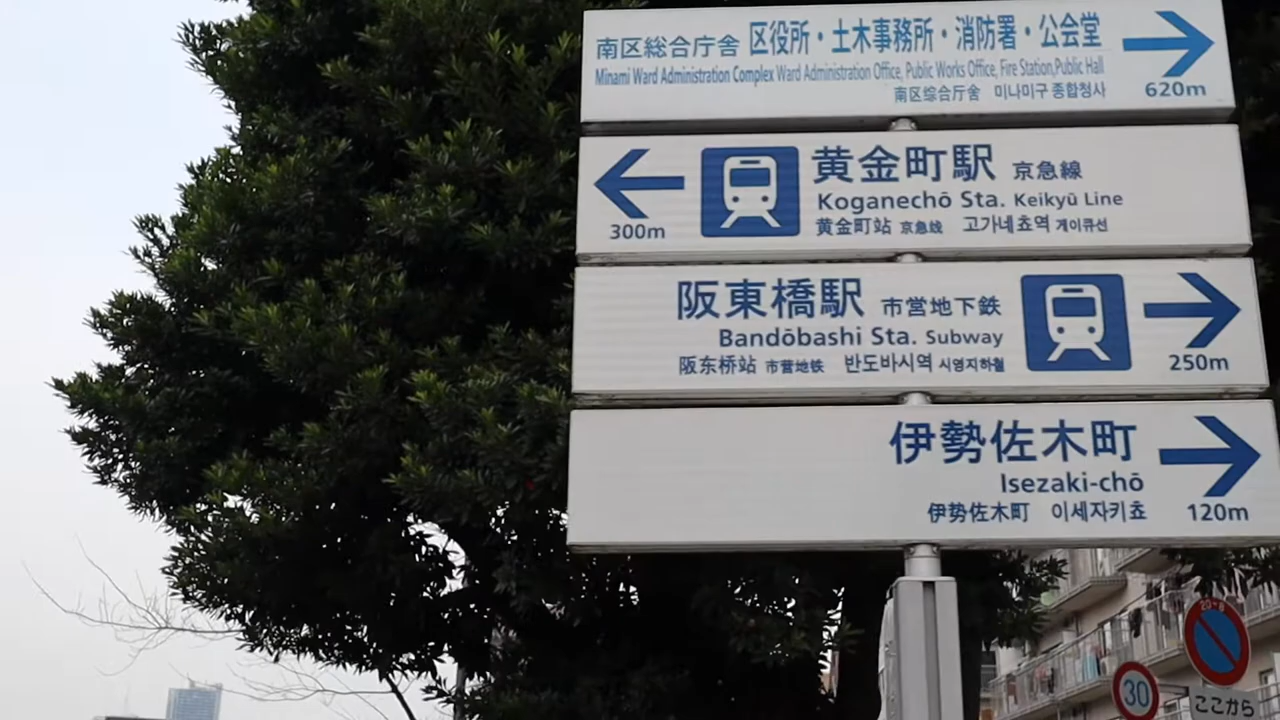 南区総合庁舎 区役所・土木事務所・消防署・公会堂
Minami Ward Administration Complex Ward Administration Office, Public Works Office, Fire Station,Public Hall
南区综合厅舍 미나미구 종합청사
620m
黄金町駅 京急線
Koganechō Sta. Keikyū Line
黄金町站 京急线 고가네쵸역 게이큐선
300m
阪東橋駅 市営地下鉄
Bandōbashi Sta. Subway
阪东桥站 市营地铁 반도바시역 시영지하철
250m
伊勢佐木町
Isezaki-chō
伊勢佐木町 이세자키쵸
120m
20-8
30
ここから